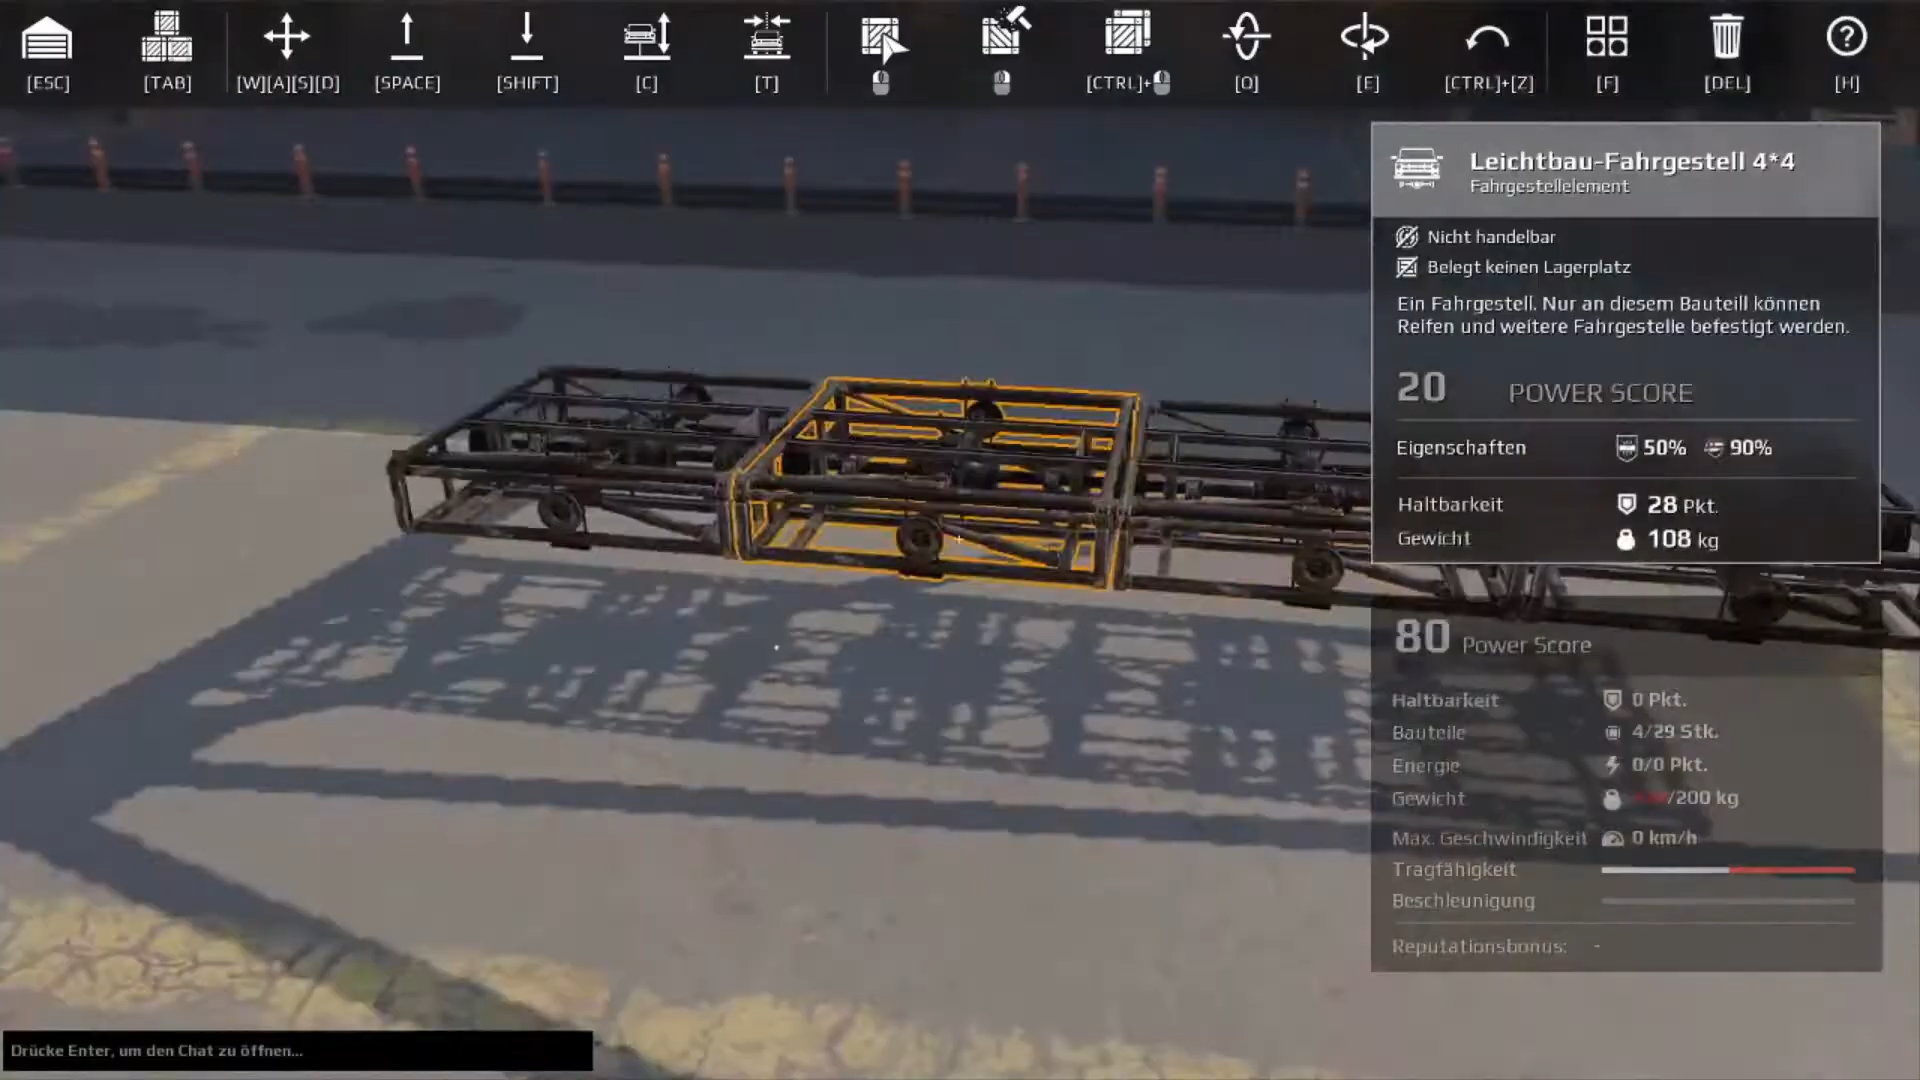 [ESC] [TAB] [W][A][S][D] [SPACE] [SHIFT] [C] [T] [CTRL]+ [O] [E] [CTRL]+[Z] [F] [DEL] [H]
Leichtbau-Fahrgestell 4*4
Fahrgestellelement
Nicht handelbar
Belegt keinen Lagerplatz
Ein Fahrgestell. Nur an diesem Bauteill können
Reifen und weitere Fahrgestelle befestigt werden.
20 POWER SCORE
Eigenschaften 50% 90%
Haltbarkeit 28 Pkt.
Gewicht 108 kg
80 Power Score
Haltbarkeit 0 Pkt.
Bauteile 4/29 Stk.
Energie 0/0 Pkt.
Gewicht /200 kg
Max. Geschwindigkeit 0 km/h
Tragfähigkeit
Beschleunigung
Reputationsbonus: -
Drücke Enter, um den Chat zu öffnen...